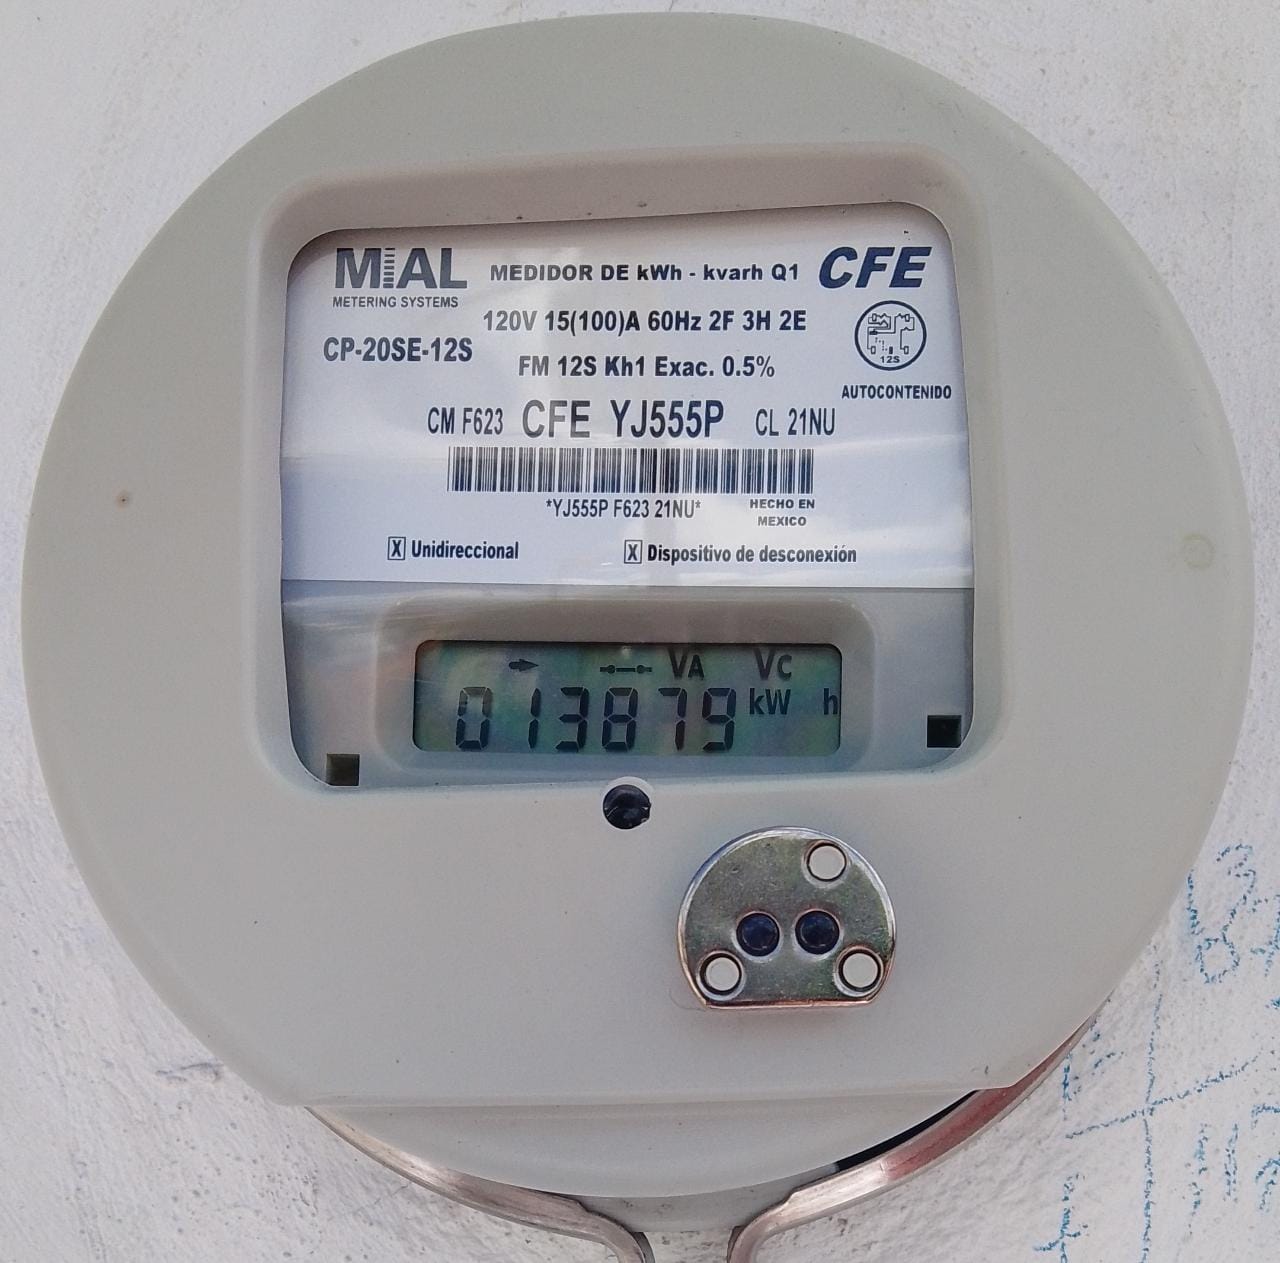 MIAL
METERING SYSTEMS
MEDIDOR DE kWh - kvarh Q1
CFE
120V 15(100)A 60Hz 2F 3H 2E
CP-20SE-12S
FM 12S Kh1 Exac. 0.5%
12S
AUTOCONTENIDO
CM F623 CFE YJ555P CL 21NU
*YJ555P F623 21NU*
HECHO EN
MEXICO
X Unidireccional
X Dispositivo de desconexión
VA VC
013879 kW h